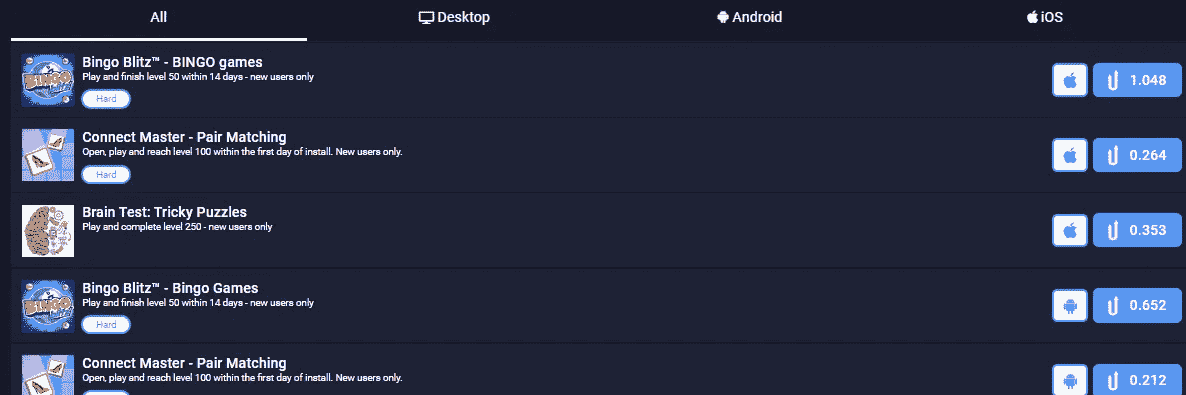 All
Desktop
Android
iOS
BINGO
Bingo Blitz™ - BINGO games
Play and finish level 50 within 14 days - new users only
Hard
1.048
Connect Master - Pair Matching
Open, play and reach level 100 within the first day of install. New users only.
Hard
0.264
Brain Test: Tricky Puzzles
Play and complete level 250 - new users only
0.353
BINGO
Bingo Blitz™ - Bingo Games
Play and finish level 50 within 14 days - new users only
Hard
0.652
Connect Master - Pair Matching
Open, play and reach level 100 within the first day of install. New users only.
0.212